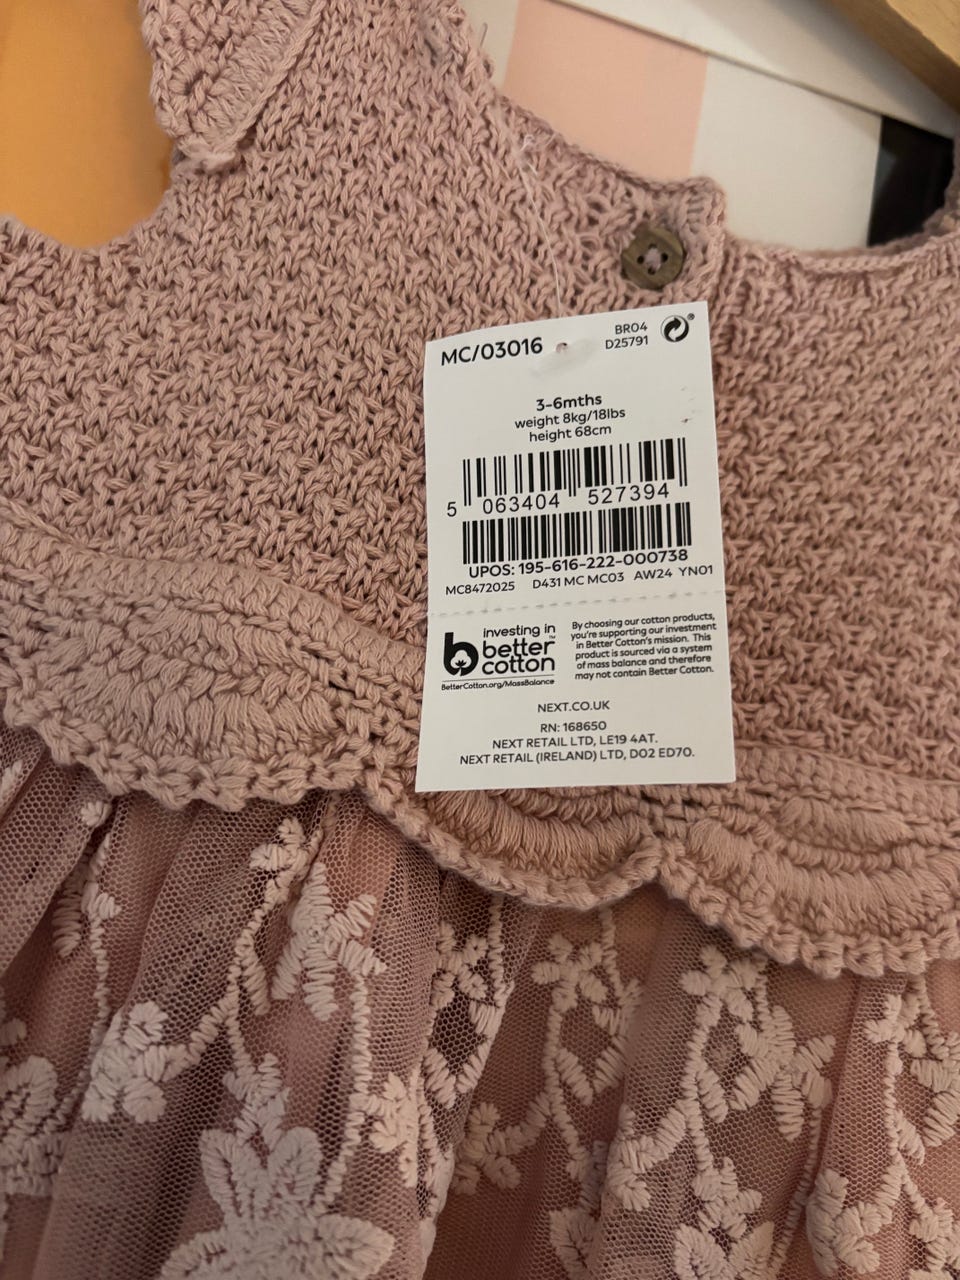 MC/03016
BR04
D25791
®
3-6mths
weight 8kg/18lbs
height 68cm
5 063404 527394
UPOS: 195-616-222-000738
MC8472025 D431 MC MC03 AW24 YN01
investing in
better™
cotton
BetterCotton.org/MassBalance
By choosing our cotton products,
you're supporting our investment
in Better Cotton's mission. This
product is sourced via a system
of mass balance and therefore
may not contain Better Cotton.
NEXT.CO.UK
RN: 168650
NEXT RETAIL LTD, LE19 4AT.
NEXT RETAIL (IRELAND) LTD, D02 ED70.